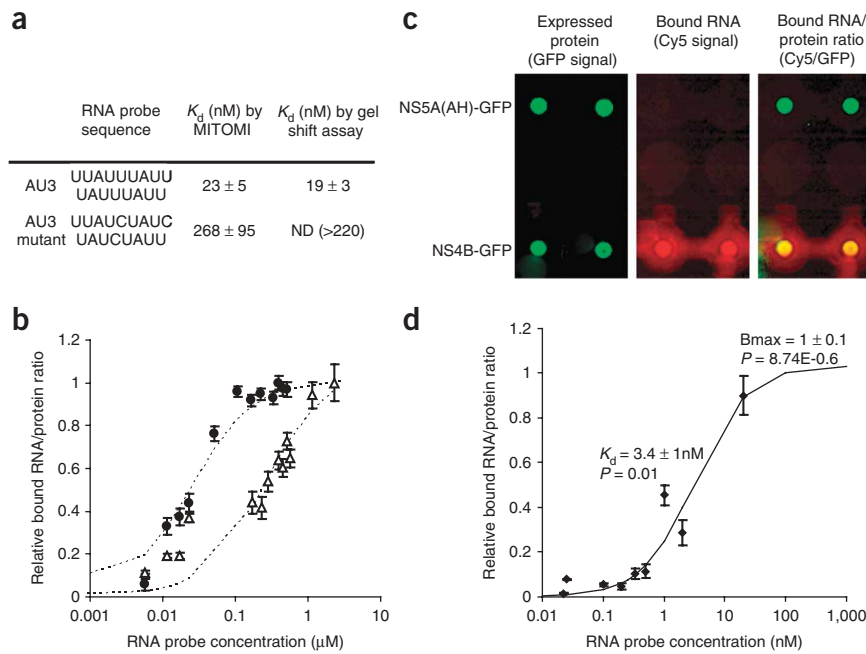 a
RNA probe
sequence
Kd (nM) by
MITOMI
Kd (nM) by gel
shift assay
AU3
UUAUUUAUU
UAUUUAUU
23 ± 5
19 ± 3
AU3
mutant
UUAUCUAUC
UAUCUAUU
268 ± 95
ND (>220)
b
Relative bound RNA/protein ratio
1.2
1
0.8
0.6
0.4
0.2
0
0.001
0.01
0.1
1
10
RNA probe concentration (µM)
c
Expressed
protein
(GFP signal)
Bound RNA
(Cy5 signal)
Bound RNA/
protein ratio
(Cy5/GFP)
NS5A(AH)-GFP
NS4B-GFP
d
Relative bound RNA/protein ratio
1.2
1
0.8
0.6
0.4
0.2
0
Bmax = 1 ± 0.1
P = 8.74E-0.6
Kd = 3.4 ± 1nM
P = 0.01
0.01
0.1
1
10
100
1,000
RNA probe concentration (nM)